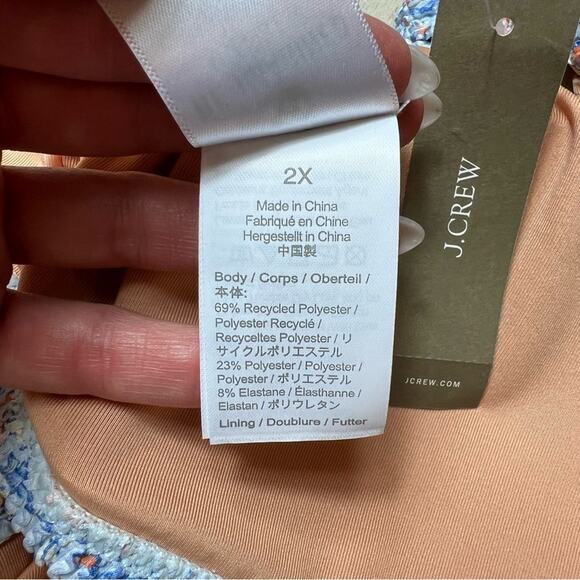 2X
Made in China
Fabriqué en Chine
Hergestellt in China
中国製
Body / Corps / Oberteil /
本体:
69% Recycled Polyester /
Polyester Recyclé /
Recyceltes Polyester / リ
サイクルポリエステル
23% Polyester / Polyester /
Polyester / ポリエステル
8% Elastane / Élasthanne /
Elastan / ポリウレタン
Lining / Doublure / Futter
J.CREW
JCREW.COM